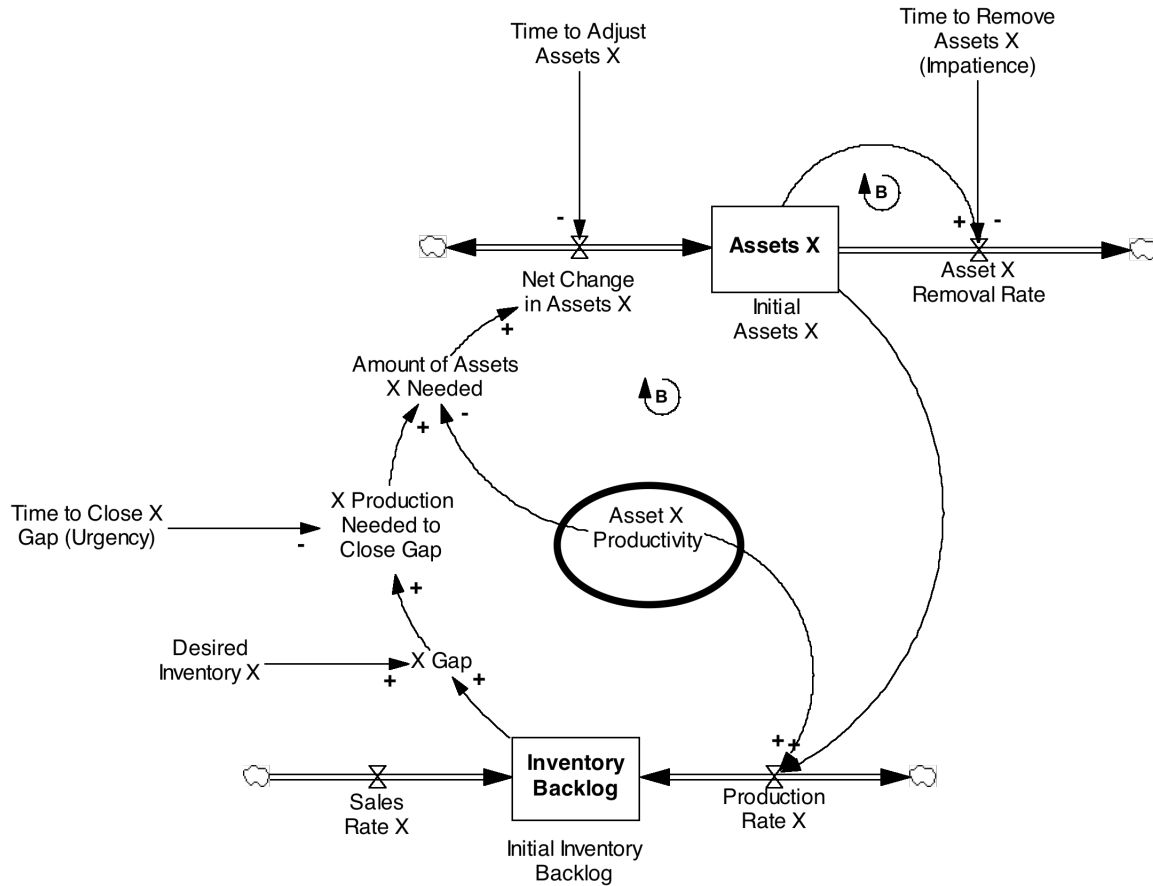 Time to Adjust
Assets X
Time to Remove
Assets X
(Impatience)
B
-
+ -
Assets X
Net Change
in Assets X
Initial
Assets X
Asset X
Removal Rate
+
Amount of Assets
X Needed
B
+ -
Time to Close X
Gap (Urgency)
-
X Production
Needed to
Close Gap
Asset X
Productivity
+
Desired
Inventory X
+
X Gap
+
+ +
Inventory
Backlog
Sales
Rate X
Production
Rate X
Initial Inventory
Backlog